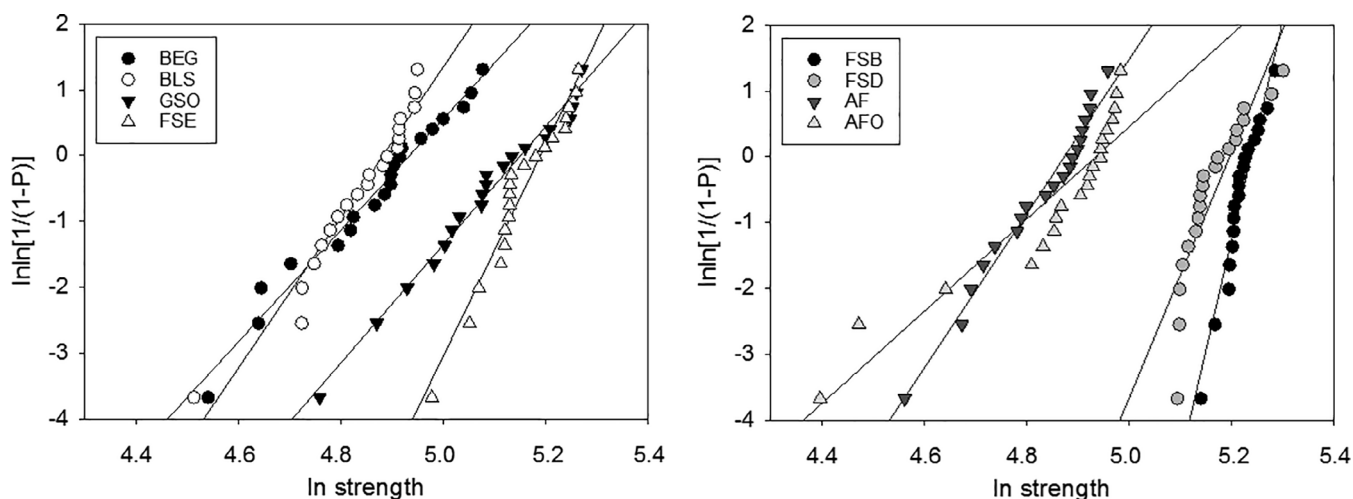 2
1
0
-1
-2
-3
-4
lnln[1/(1-P)]
BEG
BLS
GSO
FSE
4.4 4.6 4.8 5.0 5.2 5.4
ln strength
2
1
0
-1
-2
-3
-4
lnln[1/(1-P)]
FSB
FSD
AF
AFO
4.4 4.6 4.8 5.0 5.2 5.4
ln strength